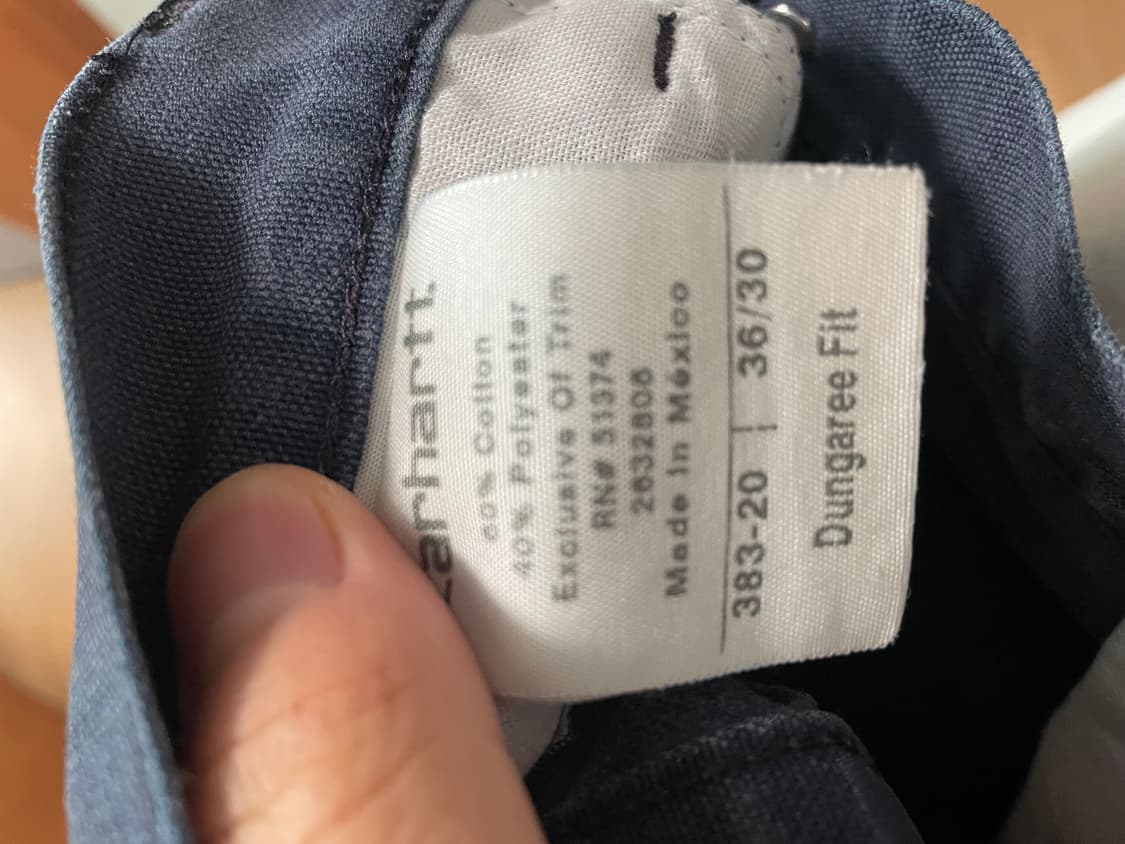 carhartt.
60% Cotton
40% Polyester
Exclusive Of Trim
RN# 51374
2632806
Made In México
383-20 | 36/30
Dungaree Fit